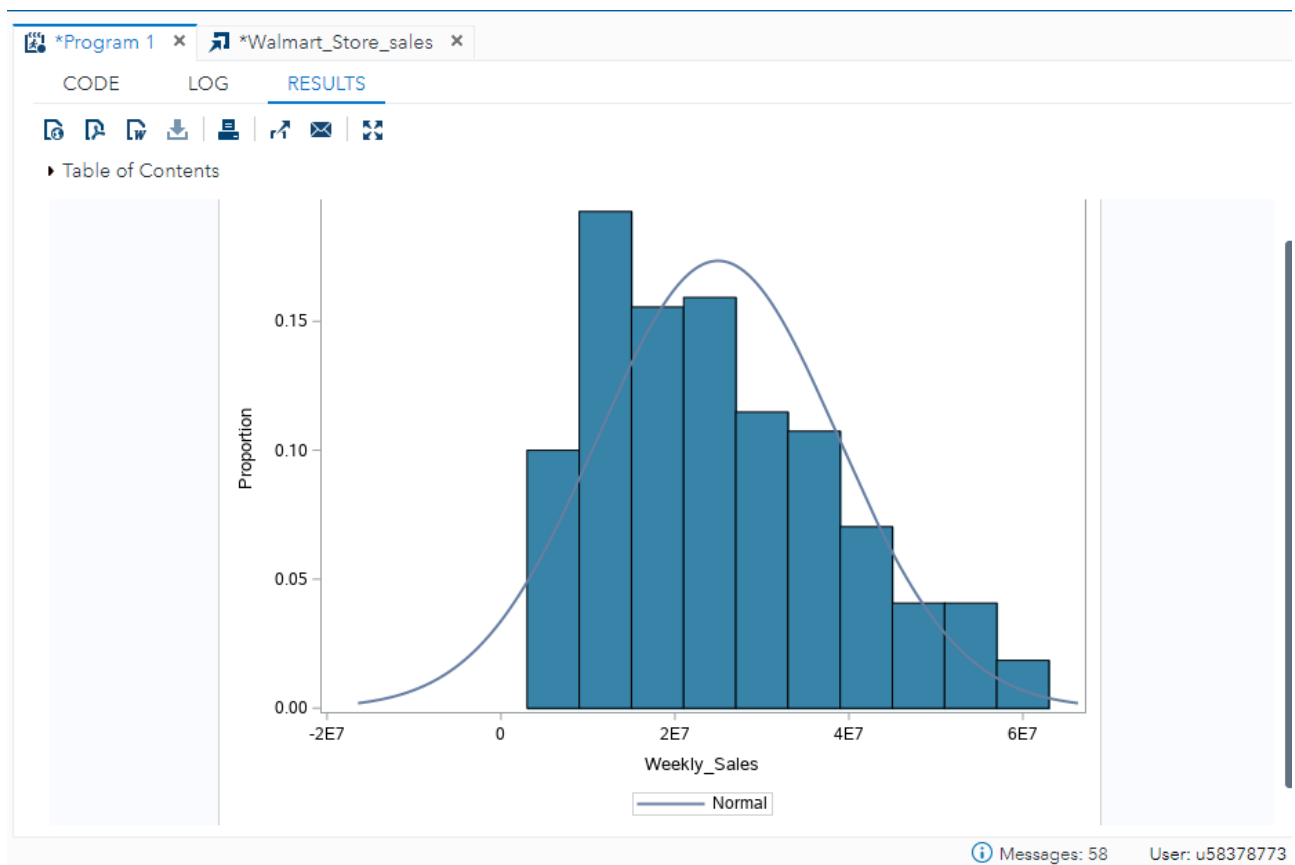 *Program 1 × *Walmart_Store_sales ×
CODE LOG RESULTS
Table of Contents
0.15
0.10
0.05
0.00
Proportion
-2E7 0 2E7 4E7 6E7
Weekly_Sales
Normal
Messages: 58 User: u58378773